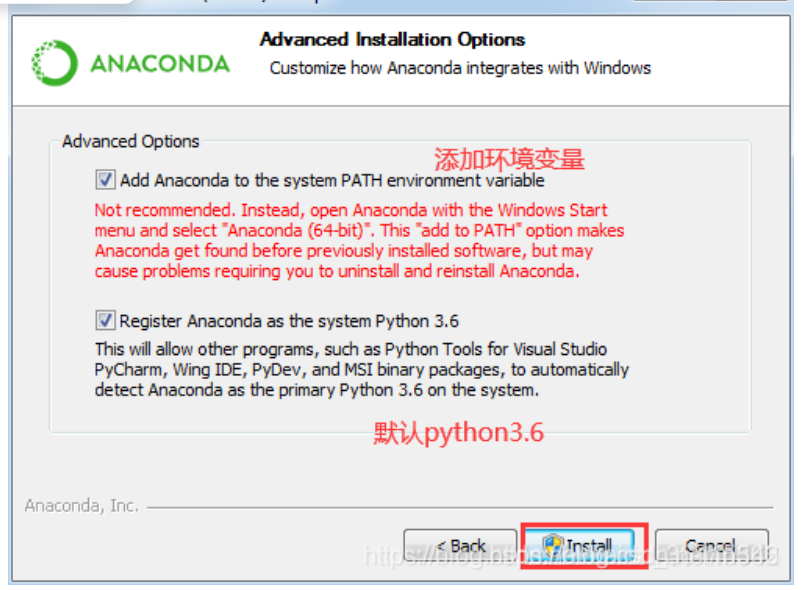 ANACONDA
Advanced Installation Options
Customize how Anaconda integrates with Windows
Advanced Options
添加环境变量
Add Anaconda to the system PATH environment variable
Not recommended. Instead, open Anaconda with the Windows Start
menu and select "Anaconda (64-bit)". This "add to PATH" option makes
Anaconda get found before previously installed software, but may
cause problems requiring you to uninstall and reinstall Anaconda.
Register Anaconda as the system Python 3.6
This will allow other programs, such as Python Tools for Visual Studio
PyCharm, Wing IDE, PyDev, and MSI binary packages, to automatically
detect Anaconda as the primary Python 3.6 on the system.
默认python3.6
Anaconda, Inc.
< Back
Install
Cancel